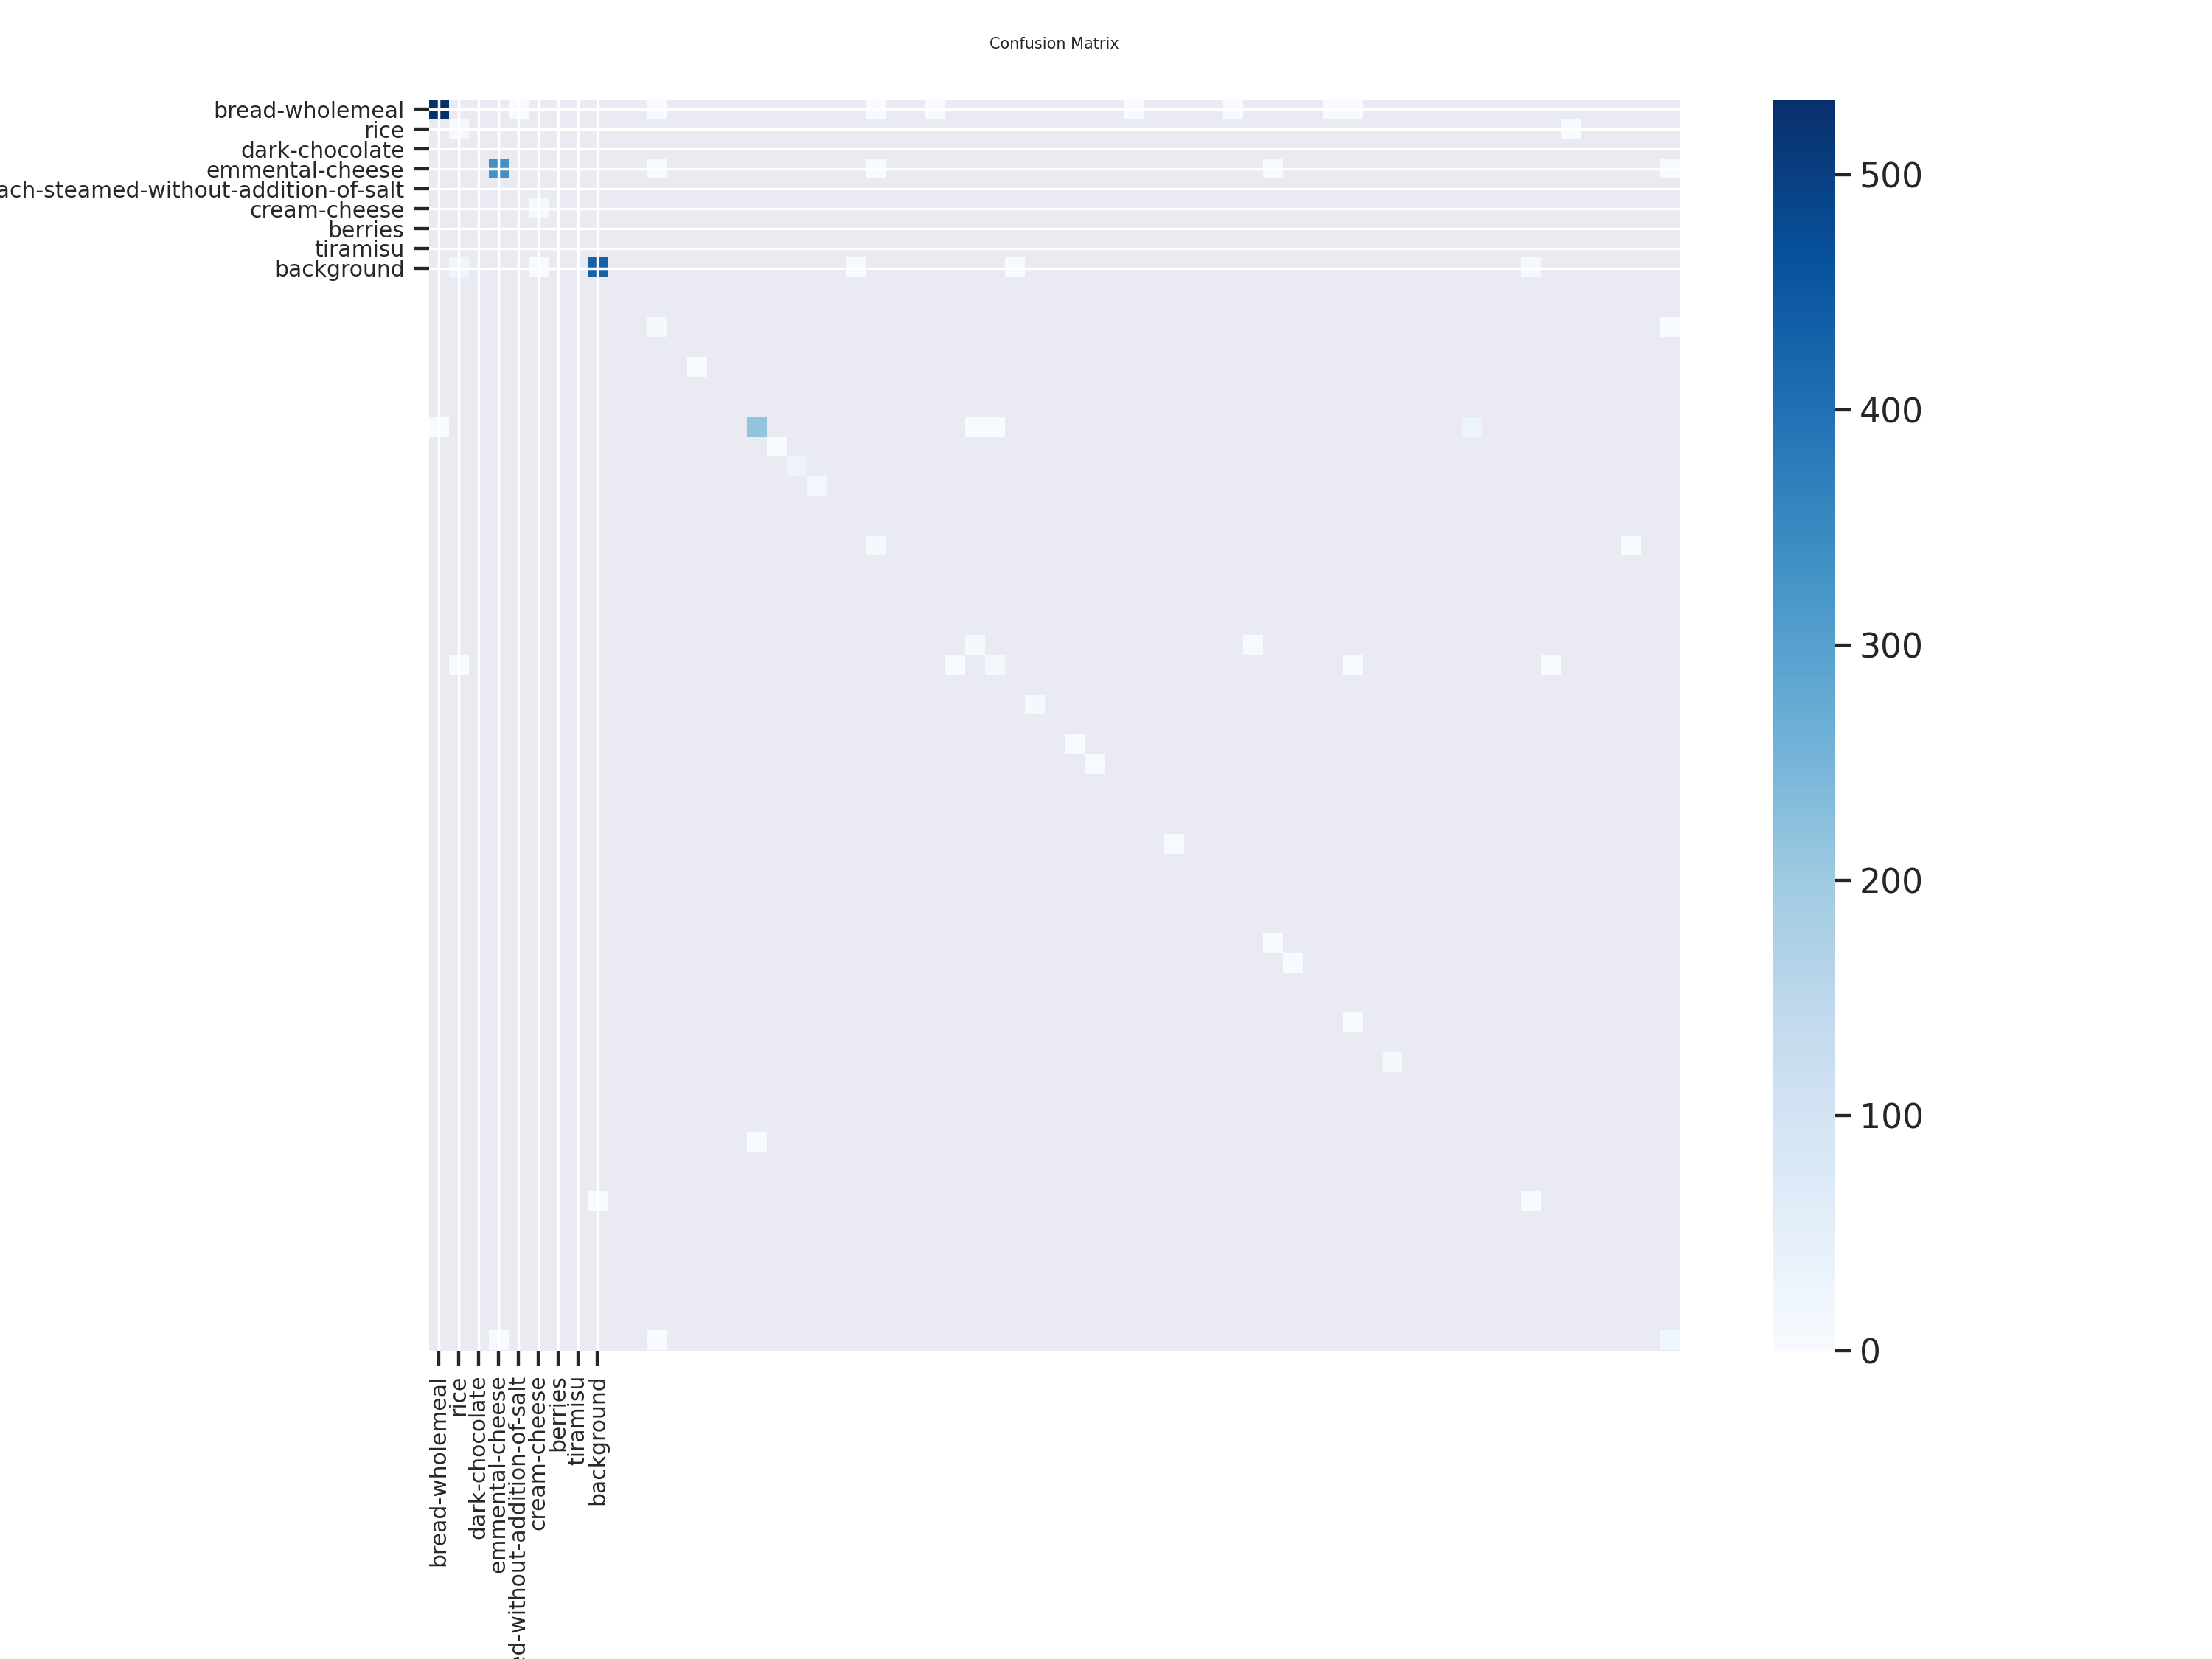 Confusion Matrix
bread-wholemeal
rice
dark-chocolate
emmental-cheese
ach-steamed-without-addition-of-salt
cream-cheese
berries
tiramisu
background
500
400
300
200
100
0
bread-wholemeal
rice
dark-chocolate
emmental-cheese
ed-without-addition-of-salt
cream-cheese
berries
tiramisu
background